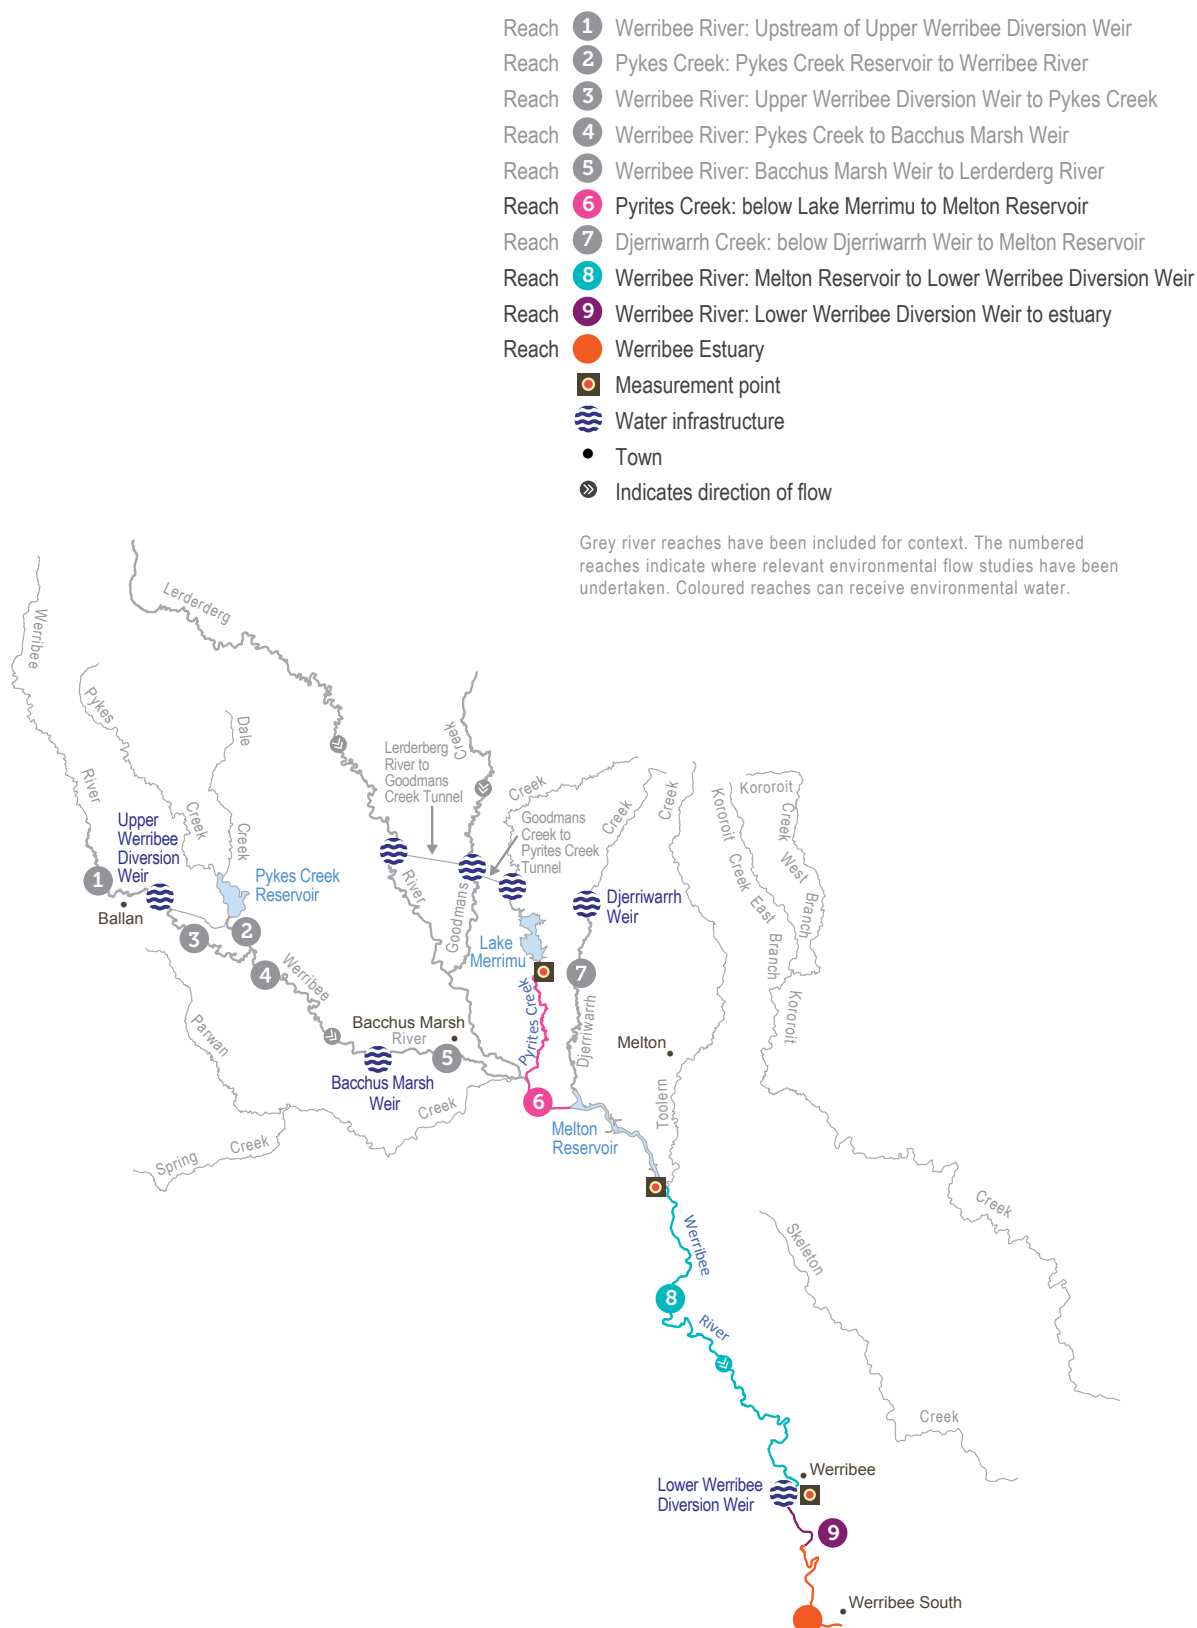 Reach 1 Werribee River: Upstream of Upper Werribee Diversion Weir
Reach 2 Pykes Creek: Pykes Creek Reservoir to Werribee River
Reach 3 Werribee River: Upper Werribee Diversion Weir to Pykes Creek
Reach 4 Werribee River: Pykes Creek to Bacchus Marsh Weir
Reach 5 Werribee River: Bacchus Marsh Weir to Lerderderg River
Reach 6 Pyrites Creek: below Lake Merrimu to Melton Reservoir
Reach 7 Djerriwarrh Creek: below Djerriwarrh Weir to Melton Reservoir
Reach 8 Werribee River: Melton Reservoir to Lower Werribee Diversion Weir
Reach 9 Werribee River: Lower Werribee Diversion Weir to estuary
Reach Werribee Estuary
Measurement point
Water infrastructure
Town
Indicates direction of flow
Grey river reaches have been included for context. The numbered
reaches indicate where relevant environmental flow studies have been
undertaken. Coloured reaches can receive environmental water.
Werribee
River
Lerderderg
River
Pykes
Creek
Dale
Creek
Creek
Goodmans
Lerderberg
River to
Goodmans
Creek Tunnel
Goodmans
Creek to
Pyrites Creek
Tunnel
Creek
Creek
Creek
Kororoit
Creek East
Branch
Kororoit
Creek West
Branch
Kororoit
Creek
Upper
Werribee
Diversion
Weir
1
Ballan
Pykes Creek
Reservoir
2
3
4
Werribee
River
Lake
Merrimu
Djerriwarrh
Weir
7
Djerriwarrh
Pyrites Creek
Parwan
Creek
Spring
Creek
Bacchus Marsh
5
Bacchus Marsh
Weir
6
Melton
Toolern
Melton
Reservoir
Werribee
River
8
Skeleton
Creek
Werribee
Lower Werribee
Diversion Weir
9
Werribee South